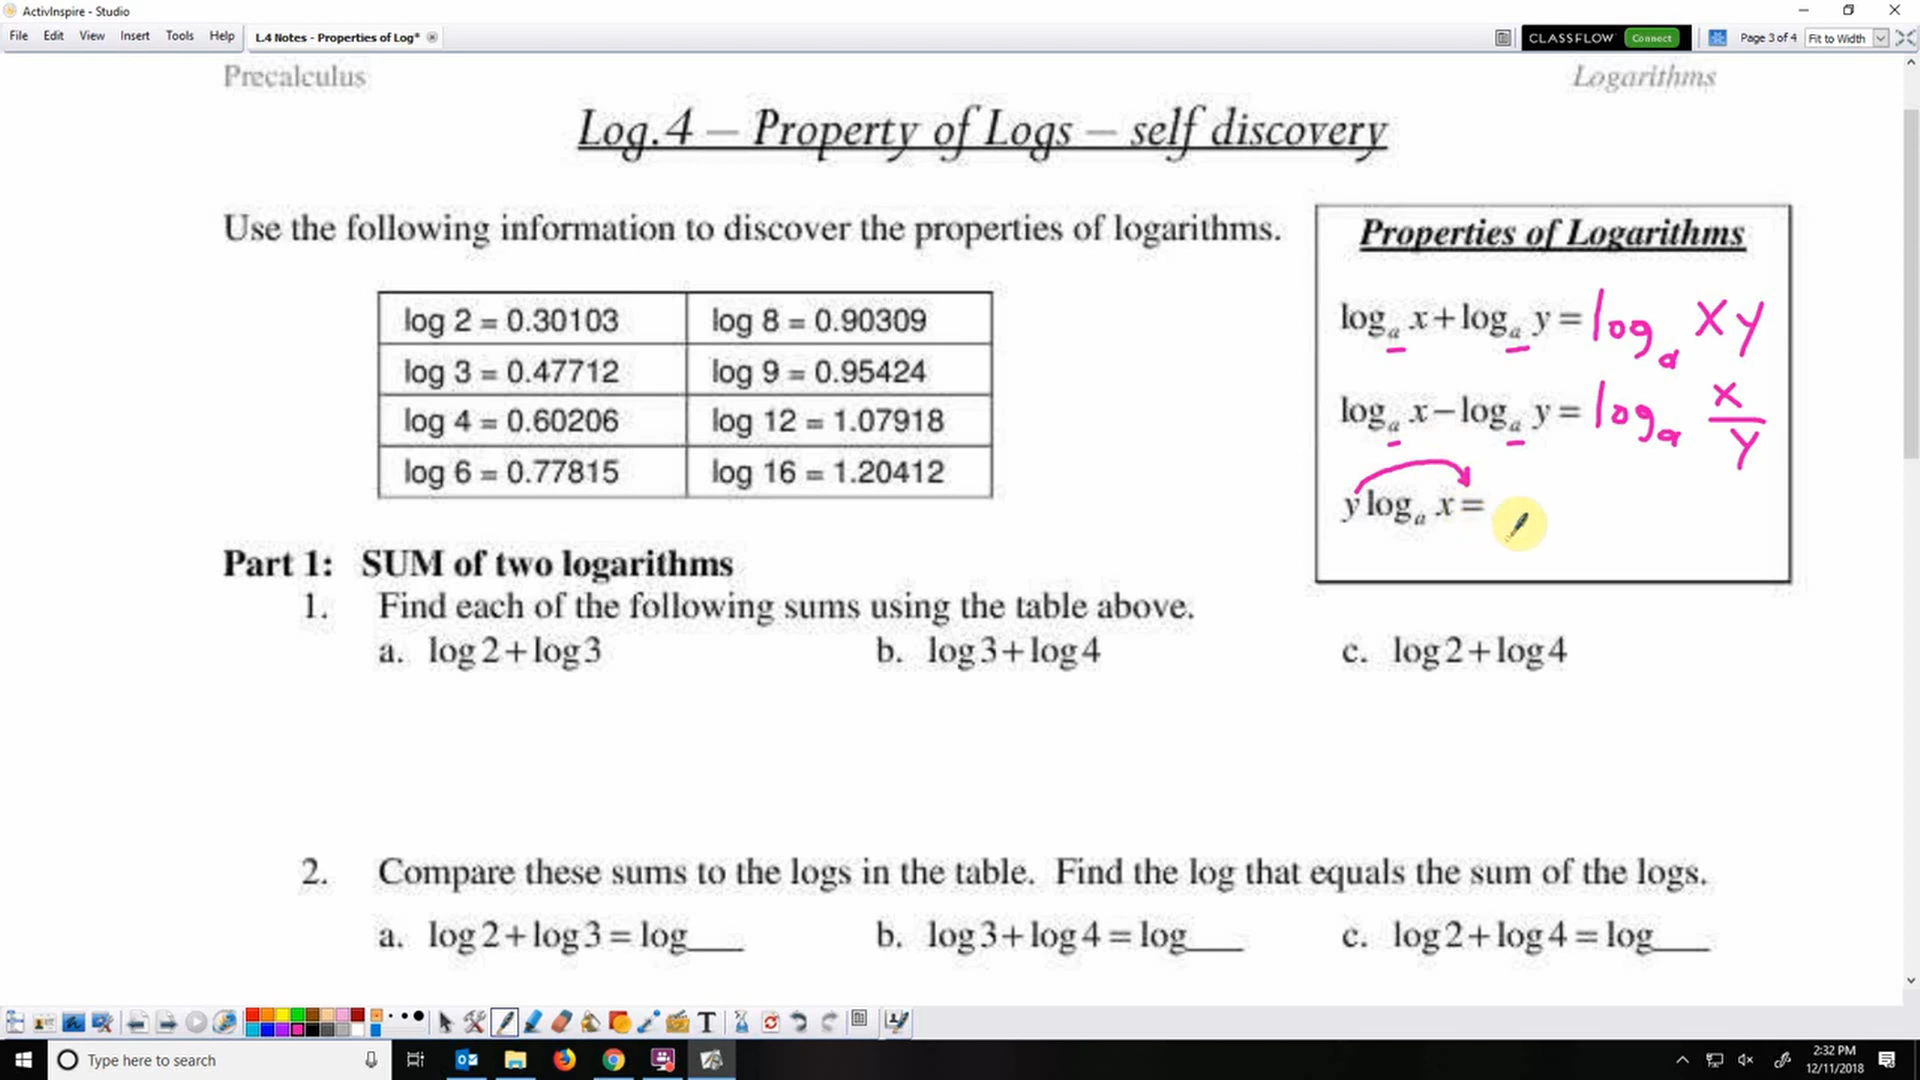 ActivInspire - Studio
File Edit View Insert Tools Help L.4 Notes - Properties of Log* CLASSFLOW Connect Page 3 of 4 Fit to Width
Precalculus Logarithms
Log.4 – Property of Logs – self discovery
Use the following information to discover the properties of logarithms.
log 2 = 0.30103 log 8 = 0.90309
log 3 = 0.47712 log 9 = 0.95424
log 4 = 0.60206 log 12 = 1.07918
log 6 = 0.77815 log 16 = 1.20412
Properties of Logarithms
logₐ x + logₐ y = logₐ xy
logₐ x − logₐ y = logₐ x/y
y logₐ x =
Part 1: SUM of two logarithms
1. Find each of the following sums using the table above.
a. log 2 + log 3 b. log 3 + log 4 c. log 2 + log 4
2. Compare these sums to the logs in the table. Find the log that equals the sum of the logs.
a. log 2 + log 3 = log___ b. log 3 + log 4 = log___ c. log 2 + log 4 = log___
Type here to search
2:32 PM
12/11/2018